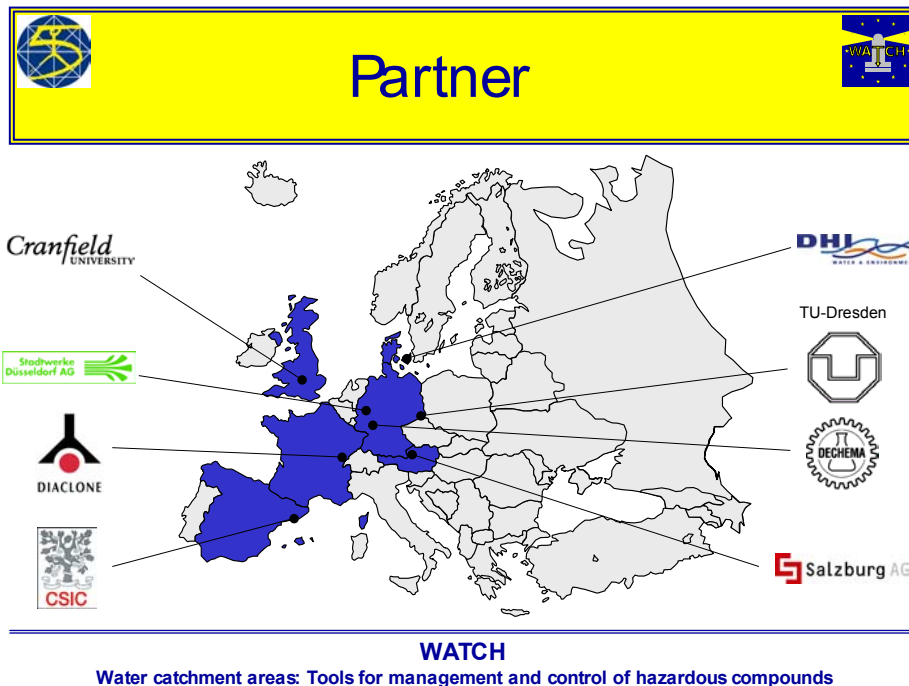 WATCH
Partner
Cranfield
UNIVERSITY
DHI
WATER & ENVIRONME
TU-Dresden
Stadtwerke
Düsseldorf AG
DECHEMA
DIACLONE
CSIC
Salzburg AG
WATCH
Water catchment areas: Tools for management and control of hazardous compounds